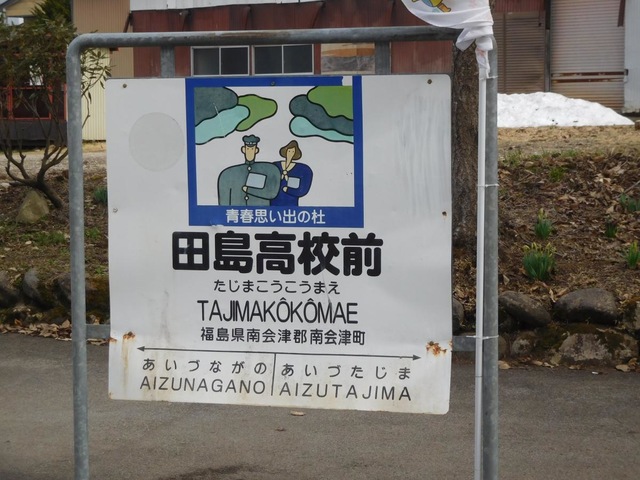 青春思い出の杜
田島高校前
たじまこうこうまえ
TAJIMAKÔKÔMAE
福島県南会津郡南会津町
あいづながの あいづたじま
AIZUNAGANO AIZUTAJIMA